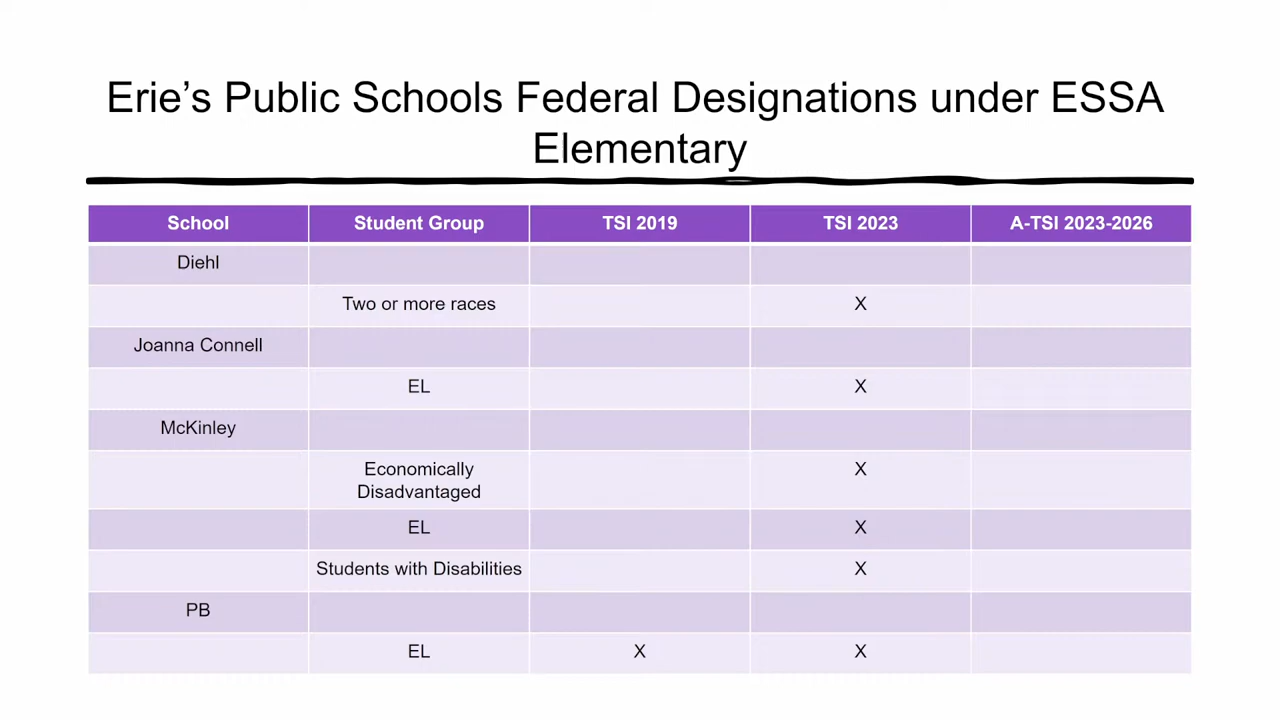 Erie’s Public Schools Federal Designations under ESSA
Elementary
School Student Group TSI 2019 TSI 2023 A-TSI 2023-2026
Diehl
Two or more races X
Joanna Connell
EL X
McKinley
Economically X
Disadvantaged
EL X
Students with Disabilities X
PB
EL X X